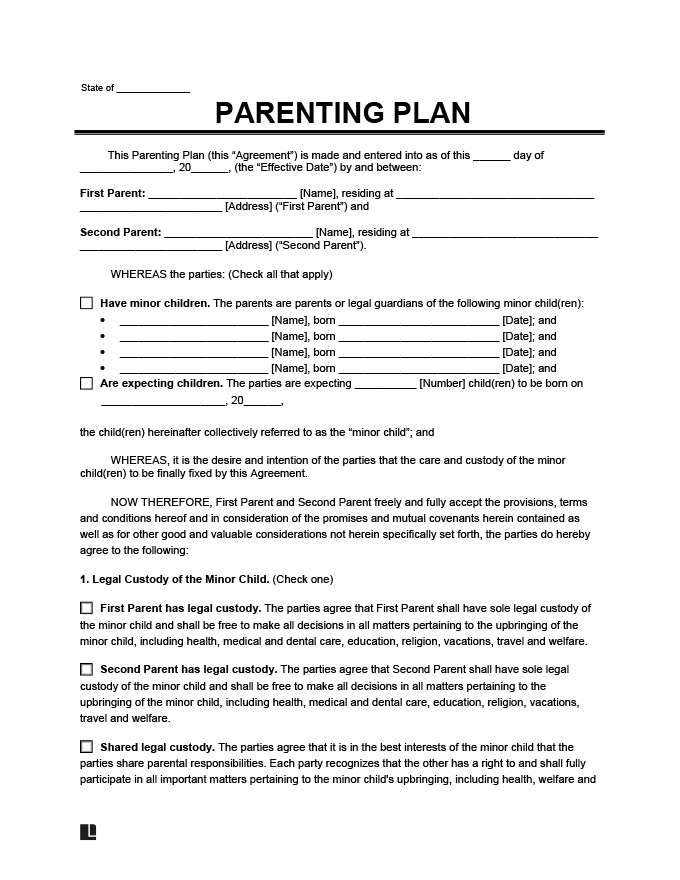 State of _____________
PARENTING PLAN
This Parenting Plan (this “Agreement”) is made and entered into as of this ______ day of
_______________, 20______, (the “Effective Date”) by and between:
First Parent: ________________________ [Name], residing at ________________________________
_______________________ [Address] (“First Parent”) and
Second Parent: ________________________ [Name], residing at ______________________________
_______________________ [Address] (“Second Parent”).
WHEREAS the parties: (Check all that apply)
☐ Have minor children. The parents are parents or legal guardians of the following minor child(ren):
• ________________________ [Name], born __________________________ [Date]; and
• ________________________ [Name], born __________________________ [Date]; and
• ________________________ [Name], born __________________________ [Date]; and
• ________________________ [Name], born __________________________ [Date]; and
☐ Are expecting children. The parties are expecting __________ [Number] child(ren) to be born on
____________________, 20______,
the child(ren) hereinafter collectively referred to as the “minor child”; and
WHEREAS, it is the desire and intention of the parties that the care and custody of the minor
child(ren) to be finally fixed by this Agreement.
NOW THEREFORE, First Parent and Second Parent freely and fully accept the provisions, terms
and conditions hereof and in consideration of the promises and mutual covenants herein contained as
well as for other good and valuable considerations not herein specifically set forth, the parties do hereby
agree to the following:
1. Legal Custody of the Minor Child. (Check one)
☐ First Parent has legal custody. The parties agree that First Parent shall have sole legal custody of
the minor child and shall be free to make all decisions in all matters pertaining to the upbringing of the
minor child, including health, medical and dental care, education, religion, vacations, travel and welfare.
☐ Second Parent has legal custody. The parties agree that Second Parent shall have sole legal
custody of the minor child and shall be free to make all decisions in all matters pertaining to the
upbringing of the minor child, including health, medical and dental care, education, religion, vacations,
travel and welfare.
☐ Shared legal custody. The parties agree that it is in the best interests of the minor child that the
parties share parental responsibilities. Each party recognizes that the other has a right to and shall fully
participate in all important matters pertaining to the minor child's upbringing, including health, welfare and